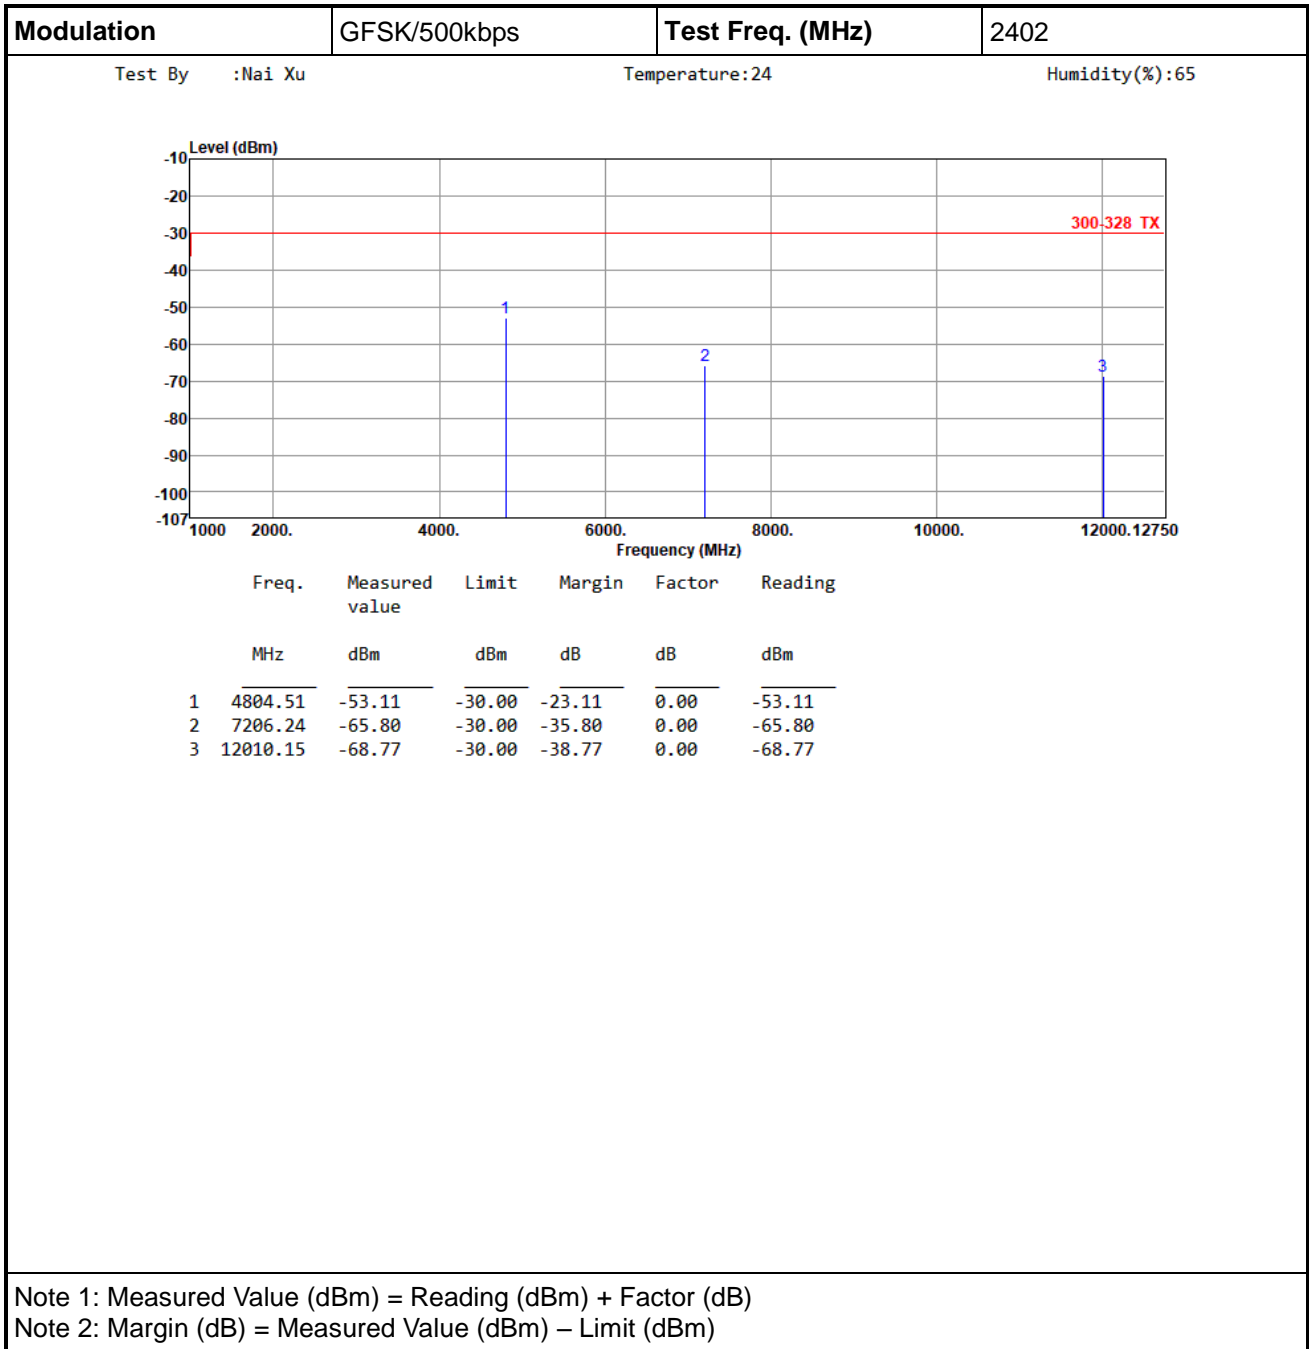 Modulation GFSK/500kbps Test Freq. (MHz) 2402
Test By :Nai Xu Temperature:24 Humidity(%):65
Level (dBm)
-10
-20
300-328 TX
-30
-40
-50
1
-60
2
-70
3
-80
-90
-100
-107
1000 2000. 4000. 6000. 8000. 10000. 12000. 12750
Frequency (MHz)
Freq. Measured Limit Margin Factor Reading
value
MHz dBm dBm dB dB dBm
1 4804.51 -53.11 -30.00 -23.11 0.00 -53.11
2 7206.24 -65.80 -30.00 -35.80 0.00 -65.80
3 12010.15 -68.77 -30.00 -38.77 0.00 -68.77
Note 1: Measured Value (dBm) = Reading (dBm) + Factor (dB)
Note 2: Margin (dB) = Measured Value (dBm) – Limit (dBm)